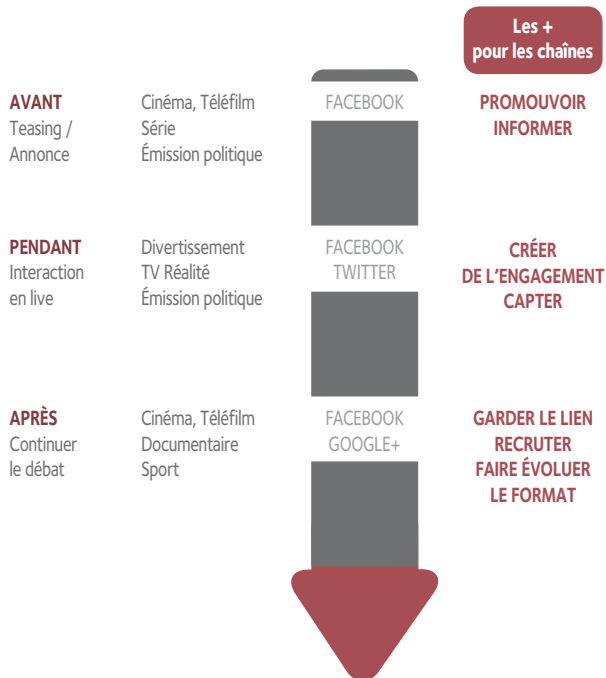 Les +
pour les chaînes
AVANT
Teasing /
Annonce
Cinéma, Téléfilm
Série
Émission politique
FACEBOOK
PROMOUVOIR
INFORMER
PENDANT
Interaction
en live
Divertissement
TV Réalité
Émission politique
FACEBOOK
TWITTER
CRÉER
DE L'ENGAGEMENT
CAPTER
APRÈS
Continuer
le débat
Cinéma, Téléfilm
Documentaire
Sport
FACEBOOK
GOOGLE+
GARDER LE LIEN
RECRUTER
FAIRE ÉVOLUER
LE FORMAT